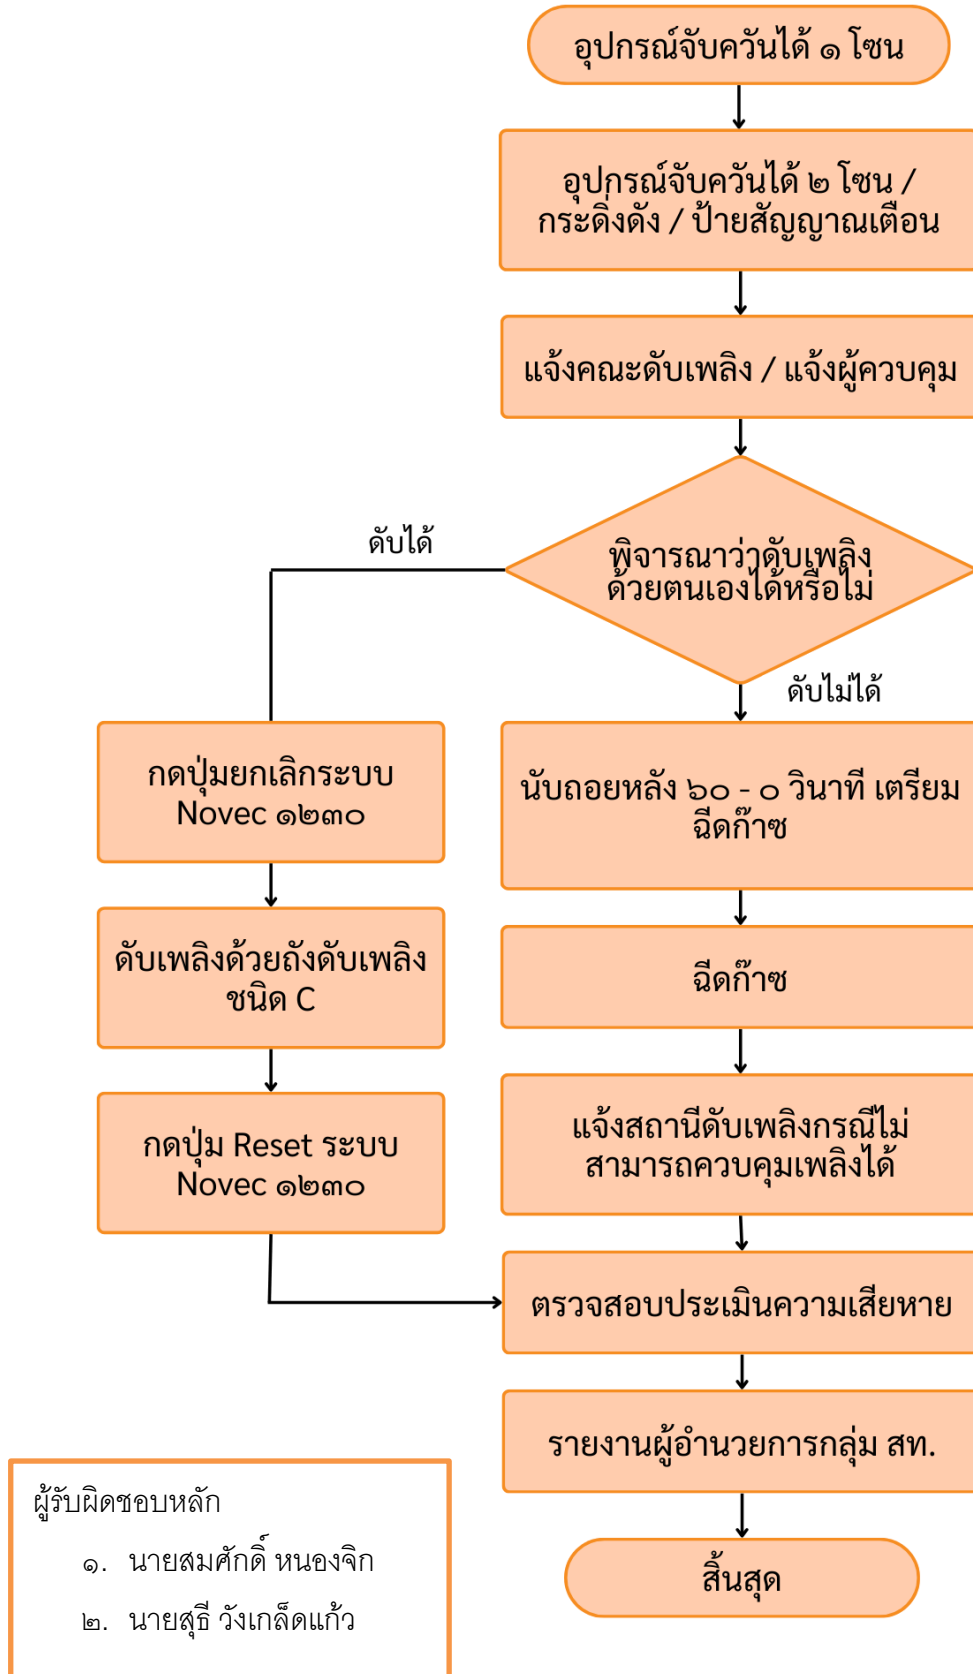 อุปกรณ์จับควันได้ ๑ โซน
อุปกรณ์จับควันได้ ๒ โซน /
กระดิ่งดัง / ป้ายสัญญาณเตือน
แจ้งคณะดับเพลิง / แจ้งผู้ควบคุม
พิจารณาว่าดับเพลิง
ด้วยตนเองได้หรือไม่
ดับได้
ดับไม่ได้
กดปุ่มยกเลิกระบบ
Novec ๑๒๓๐
ดับเพลิงด้วยถังดับเพลิง
ชนิด C
กดปุ่ม Reset ระบบ
Novec ๑๒๓๐
นับถอยหลัง ๖๐ - ๐ วินาที เตรียม
ฉีดก๊าซ
ฉีดก๊าซ
แจ้งสถานีดับเพลิงกรณีไม่
สามารถควบคุมเพลิงได้
ตรวจสอบประเมินความเสียหาย
รายงานผู้อำนวยการกลุ่ม สท.
สิ้นสุด
ผู้รับผิดชอบหลัก
๑. นายสมศักดิ์ หนองจิก
๒. นายสุธี วังเกล็ดแก้ว